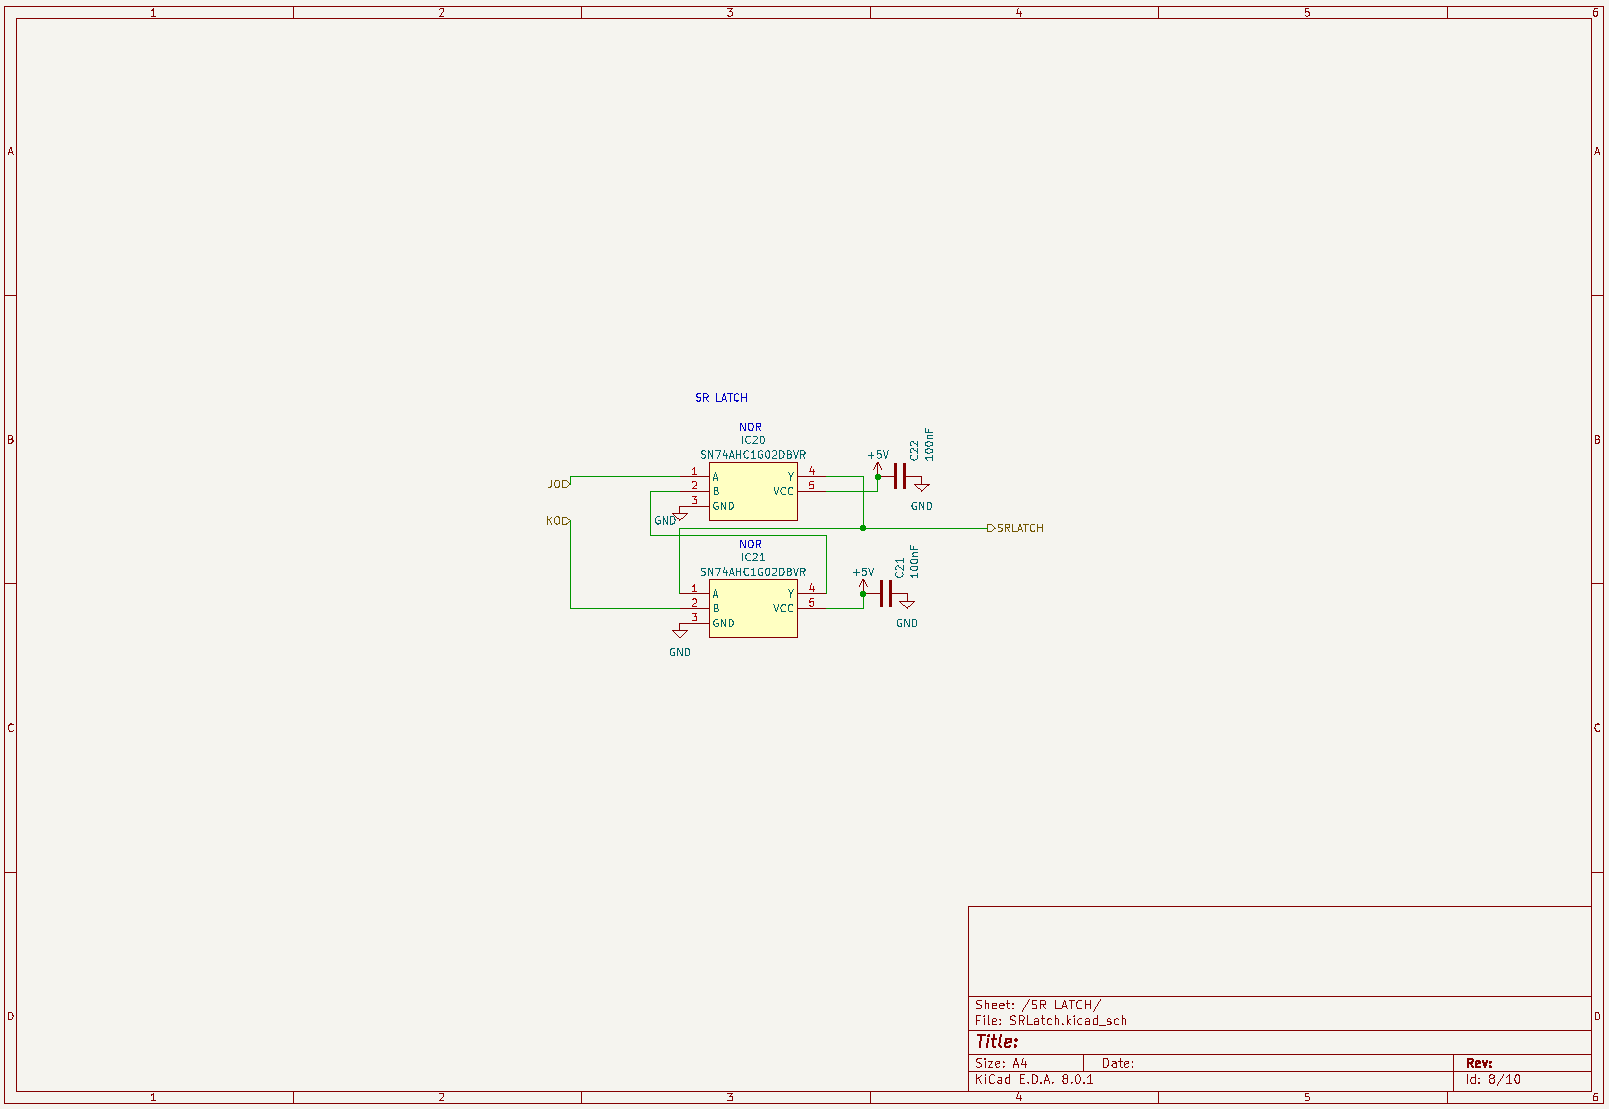 1 2 3 4 5 6
A A
SR LATCH
NOR
IC20
SN74AHC1G02DBVR
+5V
C22
100nF
B B
JO
1 A Y 4
2 B VCC 5
3 GND
GND
GND
KO
SRLATCH
NOR
IC21
SN74AHC1G02DBVR
+5V
C21
100nF
1 A Y 4
2 B VCC 5
3 GND
GND
GND
C C
D D
Sheet: /SR LATCH/
File: SRLatch.kicad_sch
Title:
Size: A4 Date: Rev:
KiCad E.D.A. 8.0.1 Id: 8/10
1 2 3 4 5 6